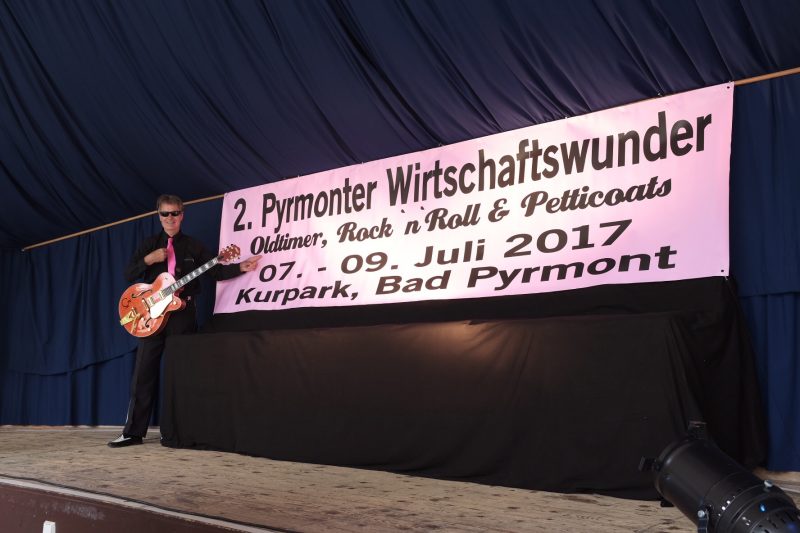 2. Pyrmonter Wirtschaftswunder
Oldtimer, Rock `n`Roll & Petticoats
07. - 09. Juli 2017
Kurpark, Bad Pyrmont